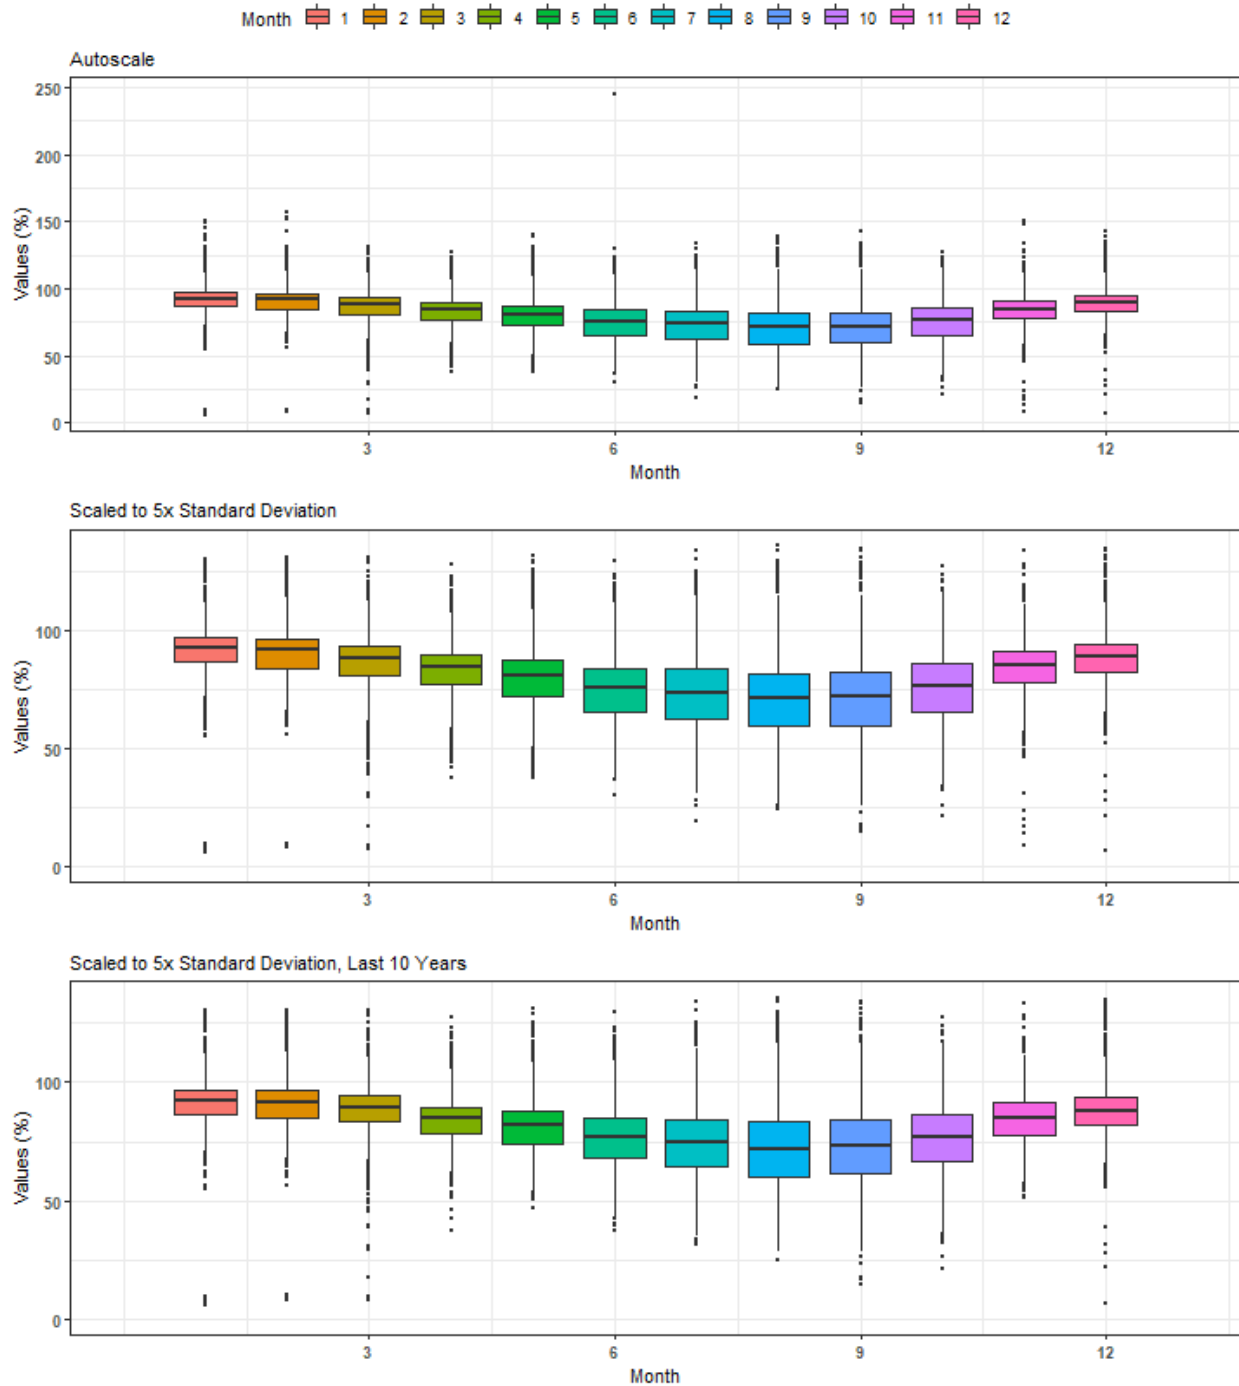 Month 1 2 3 4 5 6 7 8 9 10 11 12
Autoscale
Values (%)
250
200
150
100
50
0
3 6 9 12
Month
Scaled to 5x Standard Deviation
Values (%)
100
50
0
3 6 9 12
Month
Scaled to 5x Standard Deviation, Last 10 Years
Values (%)
100
50
0
3 6 9 12
Month